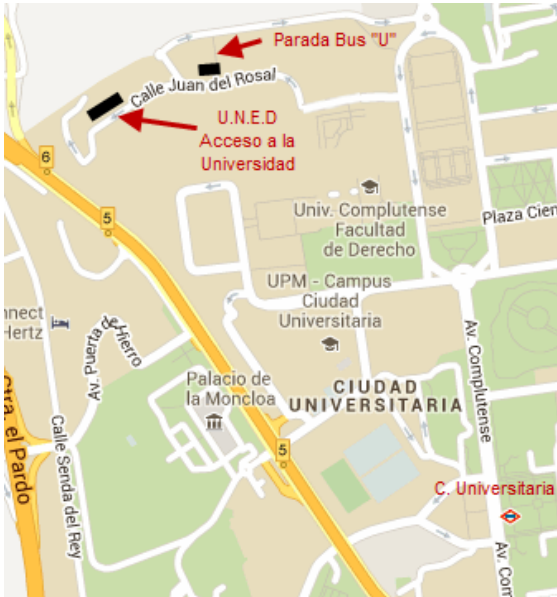 Parada Bus "U"
Calle Juan del Rosal
U.N.E.D
Acceso a la
Universidad
6
5
Univ. Complutense
Facultad
de Derecho
Plaza Cien
UPM - Campus
Ciudad
Universitaria
nnect
Hertz
Av. Puerta de
Hierro
Palacio de
la Moncloa
CIUDAD
UNIVERSITARIA
Av. Complutense
Ctra. el Pardo
Calle Senda del Rey
5
C. Universitaria
Av. Com